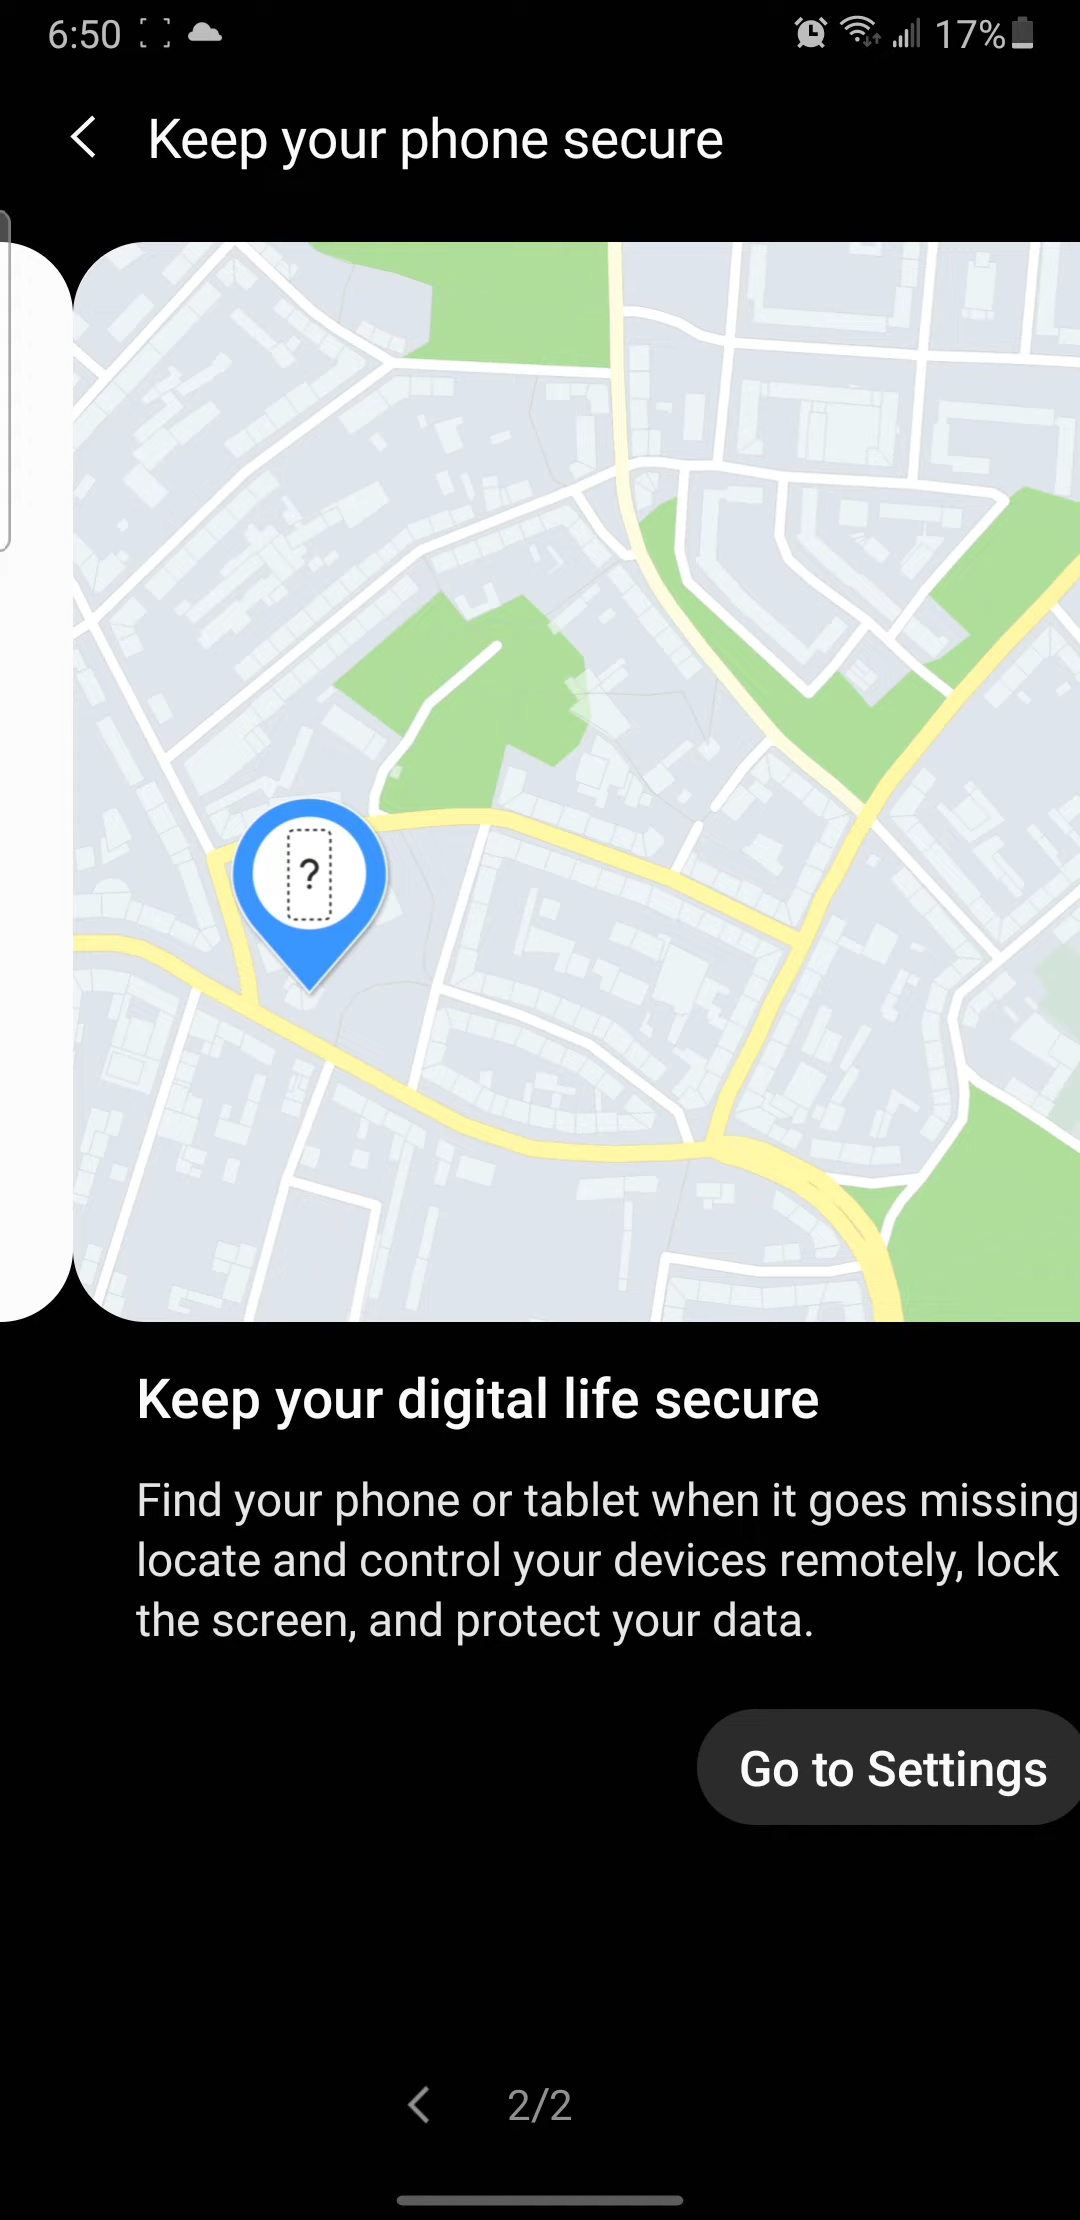 6:50 17%
Keep your phone secure
?
Keep your digital life secure
Find your phone or tablet when it goes missing
locate and control your devices remotely, lock
the screen, and protect your data.
Go to Settings
2/2